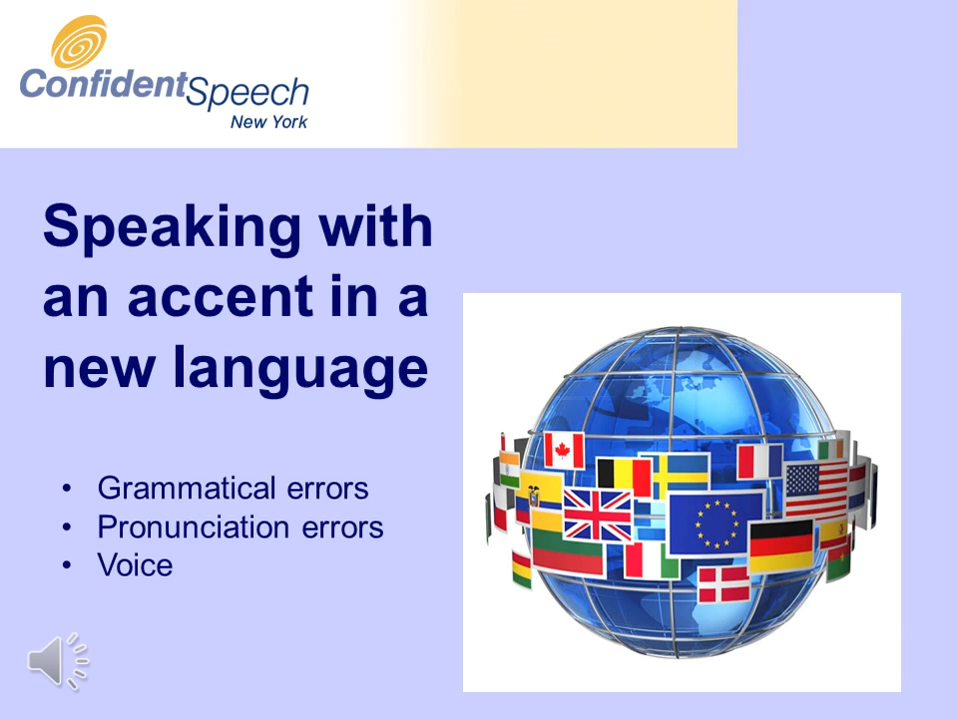 ConfidentSpeech
New York
Speaking with
an accent in a
new language
• Grammatical errors
• Pronunciation errors
• Voice